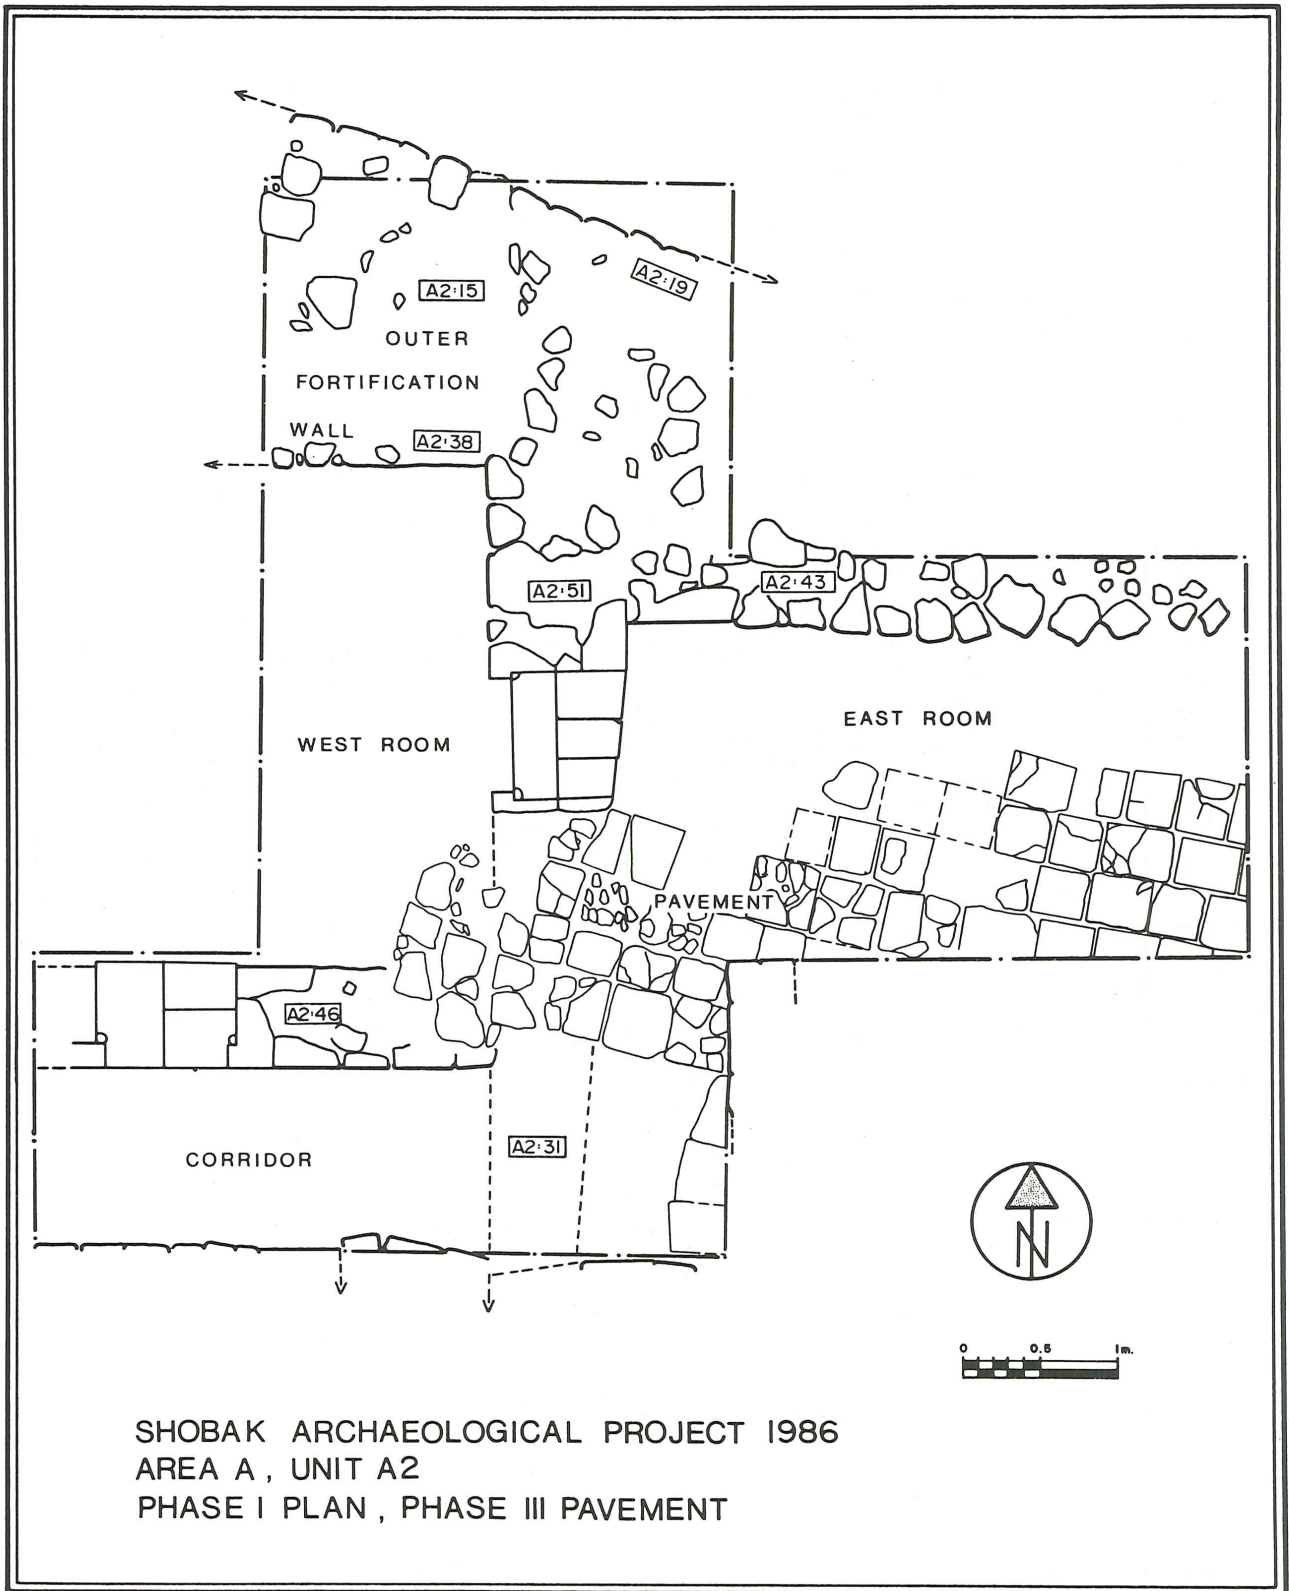 A2:19
A2:15
OUTER
FORTIFICATION
WALL
A2:38
A2:51
A2:43
EAST ROOM
WEST ROOM
PAVEMENT
A2:46
A2:31
CORRIDOR
N
0 0.5 1m.
SHOBAK ARCHAEOLOGICAL PROJECT 1986
AREA A, UNIT A2
PHASE I PLAN, PHASE III PAVEMENT